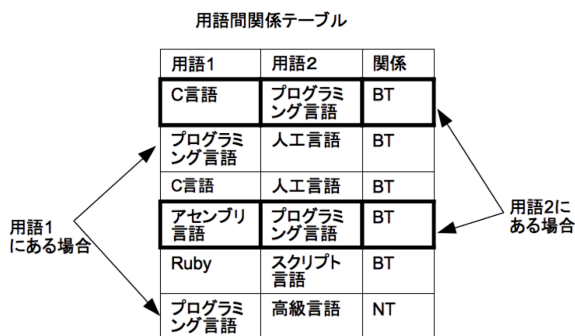 用語間関係テーブル
用語1 用語2 関係
C言語 プログラミ BT
ング言語
プログラミ 人工言語 BT
ング言語
C言語 人工言語 BT
アセンブリ プログラミ BT
言語 ング言語
Ruby スクリプト BT
言語
プログラミ 高級言語 NT
ング言語
用語1
にある場合
用語2に
ある場合